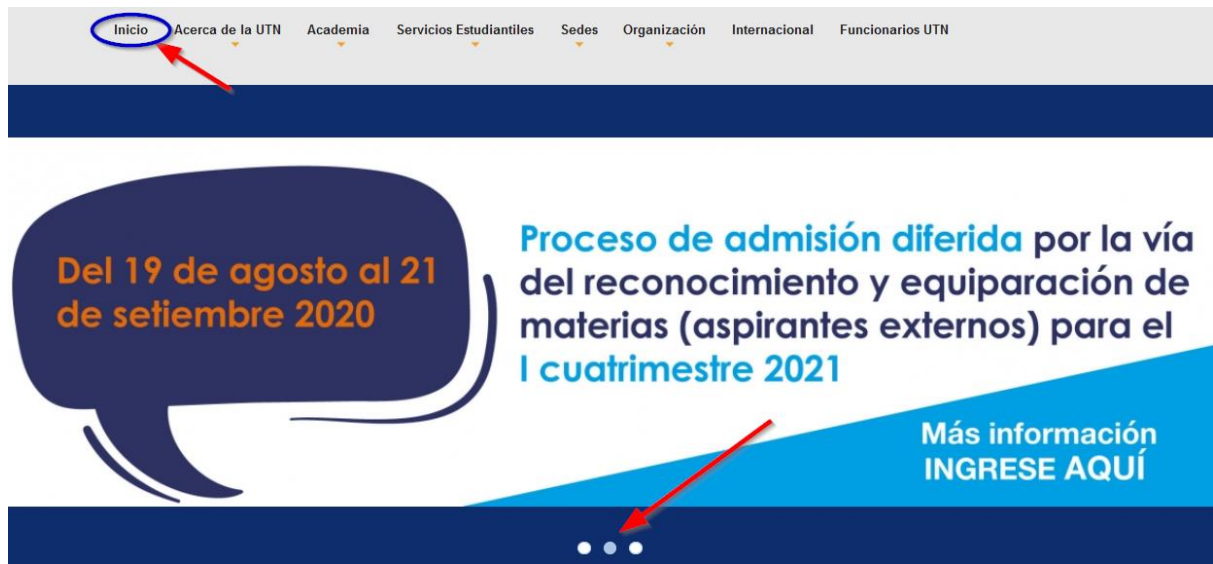 Inicio Acerca de la UTN Academia Servicios Estudiantiles Sedes Organización Internacional Funcionarios UTN
Del 19 de agosto al 21
de setiembre 2020
Proceso de admisión diferida por la vía
del reconocimiento y equiparación de
materias (aspirantes externos) para el
I cuatrimestre 2021
Más información
INGRESE AQUÍ